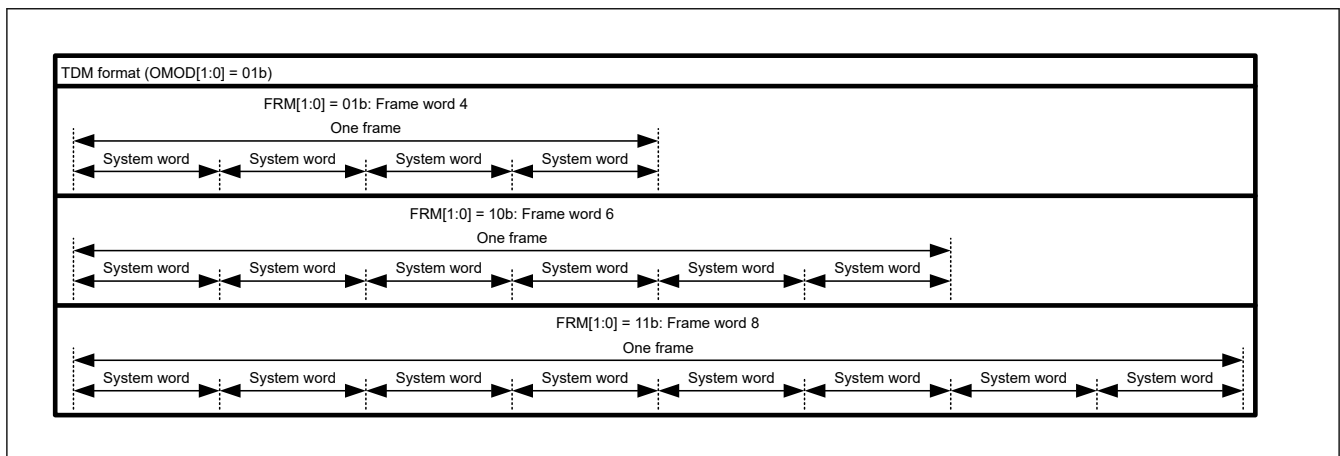 TDM format (OMOD[1:0] = 01b)
FRM[1:0] = 01b: Frame word 4
One frame
System word System word System word System word
FRM[1:0] = 10b: Frame word 6
One frame
System word System word System word System word System word System word
FRM[1:0] = 11b: Frame word 8
One frame
System word System word System word System word System word System word System word System word